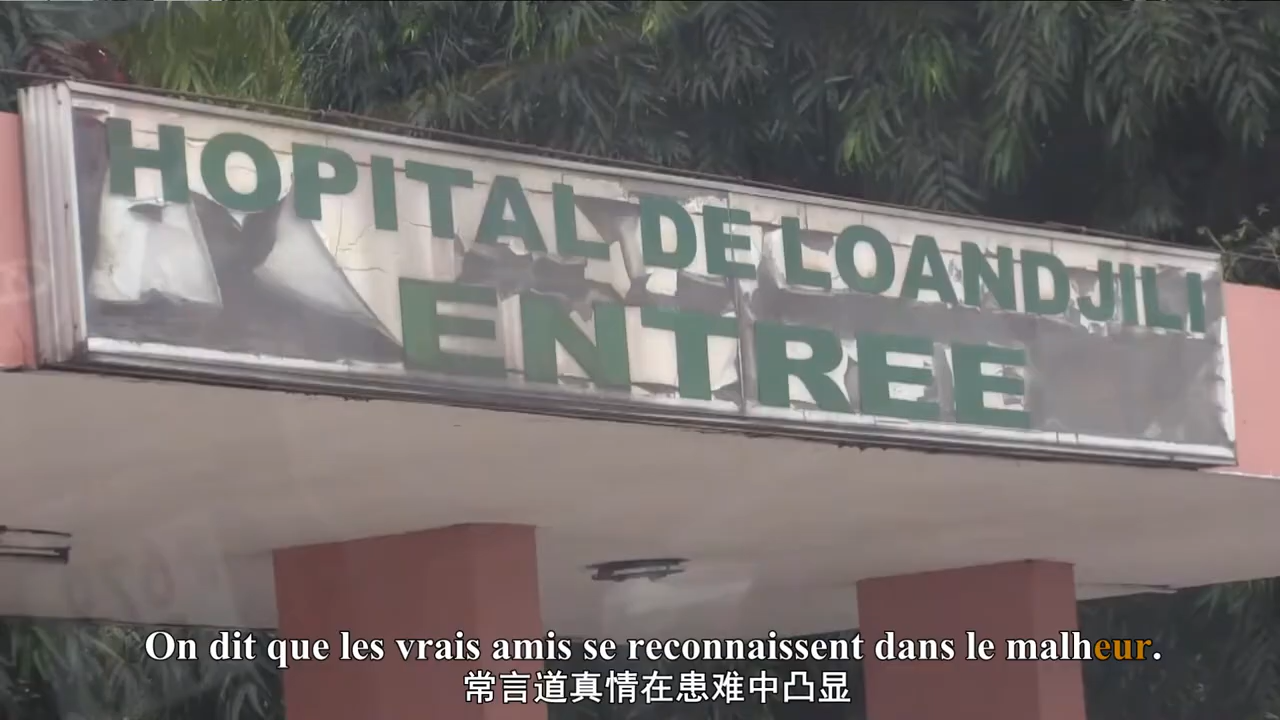 HOPITAL DE LOANDJILI
ENTREE
On dit que les vrais amis se reconnaissent dans le malheur.
常言道真情在患难中凸显